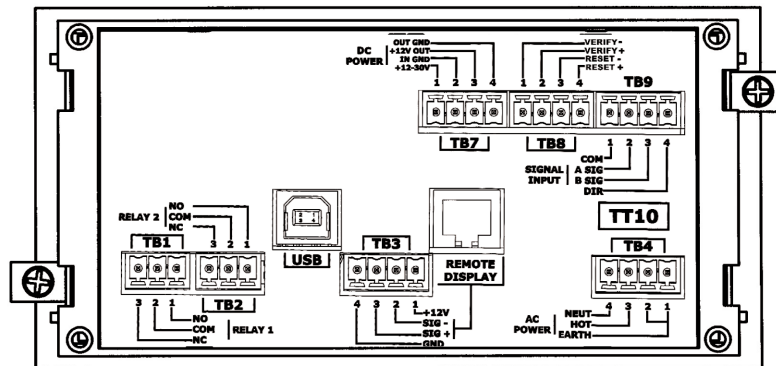 OUT GND
DC POWER
+12V OUT
IN GND
+12-30V
1 2 3 4
VERIFY-
VERIFY+
RESET -
RESET +
1 2 3 4
TB9
TB7
TB8
1 2 3 4
COM
SIGNAL INPUT
A SIG
B SIG
DIR
TT10
NO
RELAY 2
COM
NC
3 2 1
TB1
USB
TB3
REMOTE
DISPLAY
TB4
TB2
3 2 1
NO
COM
NC
RELAY 1
4 3 2 1
+12V
SIG -
SIG +
GND
4 3 2 1
AC POWER
NEUT
HOT
EARTH